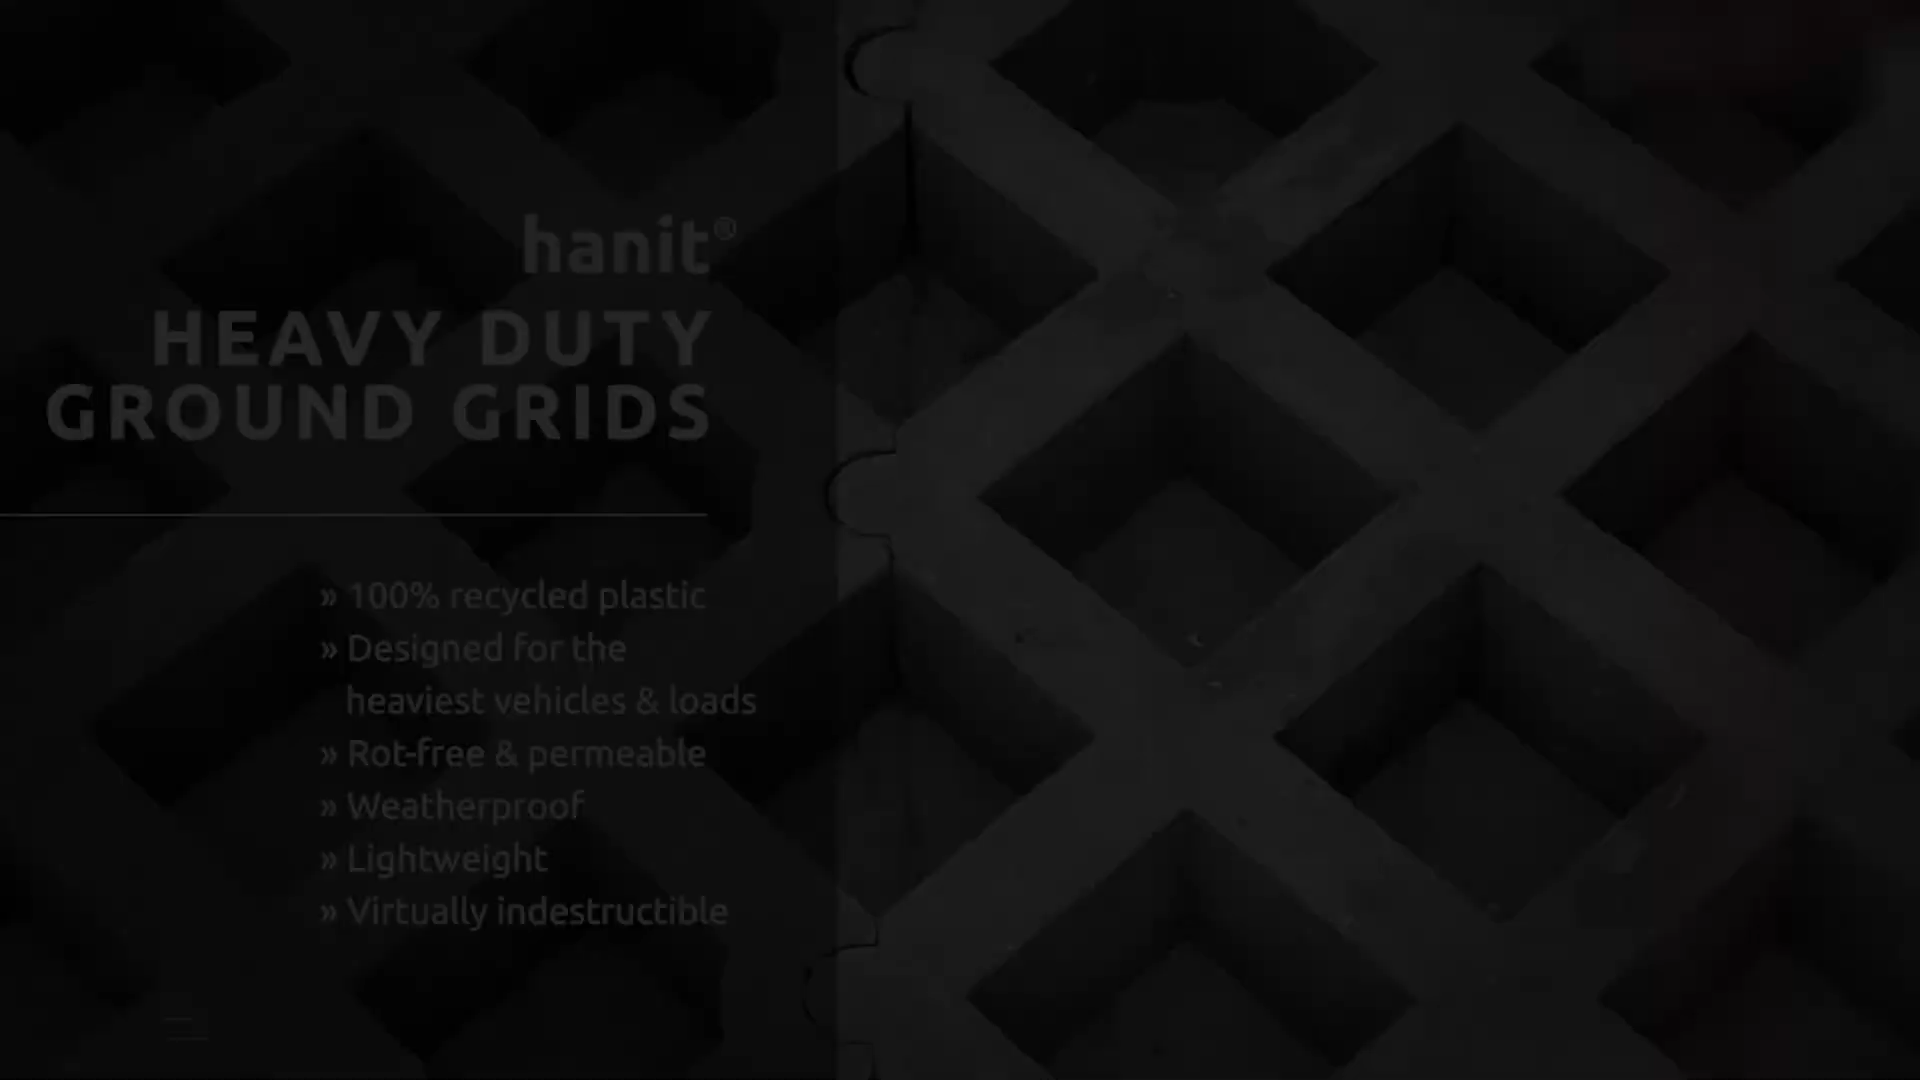 hanit®
HEAVY DUTY
GROUND GRIDS
» 100% recycled plastic
» Designed for the
heaviest vehicles & loads
» Rot-free & permeable
» Weatherproof
» Lightweight
» Virtually indestructible